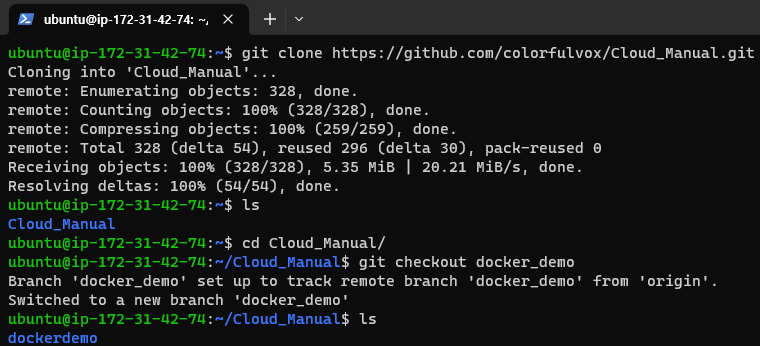 ubuntu@ip-172-31-42-74: ~/
ubuntu@ip-172-31-42-74:~$ git clone https://github.com/colorfulvox/Cloud_Manual.git
Cloning into 'Cloud_Manual'...
remote: Enumerating objects: 328, done.
remote: Counting objects: 100% (328/328), done.
remote: Compressing objects: 100% (259/259), done.
remote: Total 328 (delta 54), reused 296 (delta 30), pack-reused 0
Receiving objects: 100% (328/328), 5.35 MiB | 20.21 MiB/s, done.
Resolving deltas: 100% (54/54), done.
ubuntu@ip-172-31-42-74:~$ ls
Cloud_Manual
ubuntu@ip-172-31-42-74:~$ cd Cloud_Manual/
ubuntu@ip-172-31-42-74:~/Cloud_Manual$ git checkout docker_demo
Branch 'docker_demo' set up to track remote branch 'docker_demo' from 'origin'.
Switched to a new branch 'docker_demo'
ubuntu@ip-172-31-42-74:~/Cloud_Manual$ ls
dockerdemo